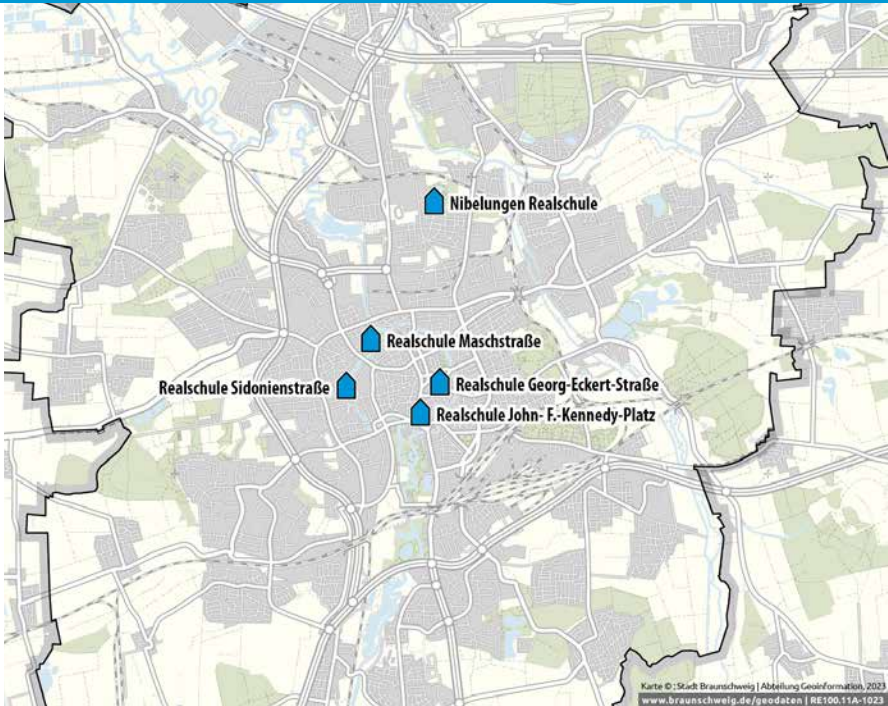 Nibelungen Realschule
Realschule Maschstraße
Realschule Sidonienstraße
Realschule Georg-Eckert-Straße
Realschule John- F.-Kennedy-Platz
Karte © : Stadt Braunschweig | Abteilung Geoinformation, 2023
www.braunschweig.de/geodaten | RE100.11A-1023